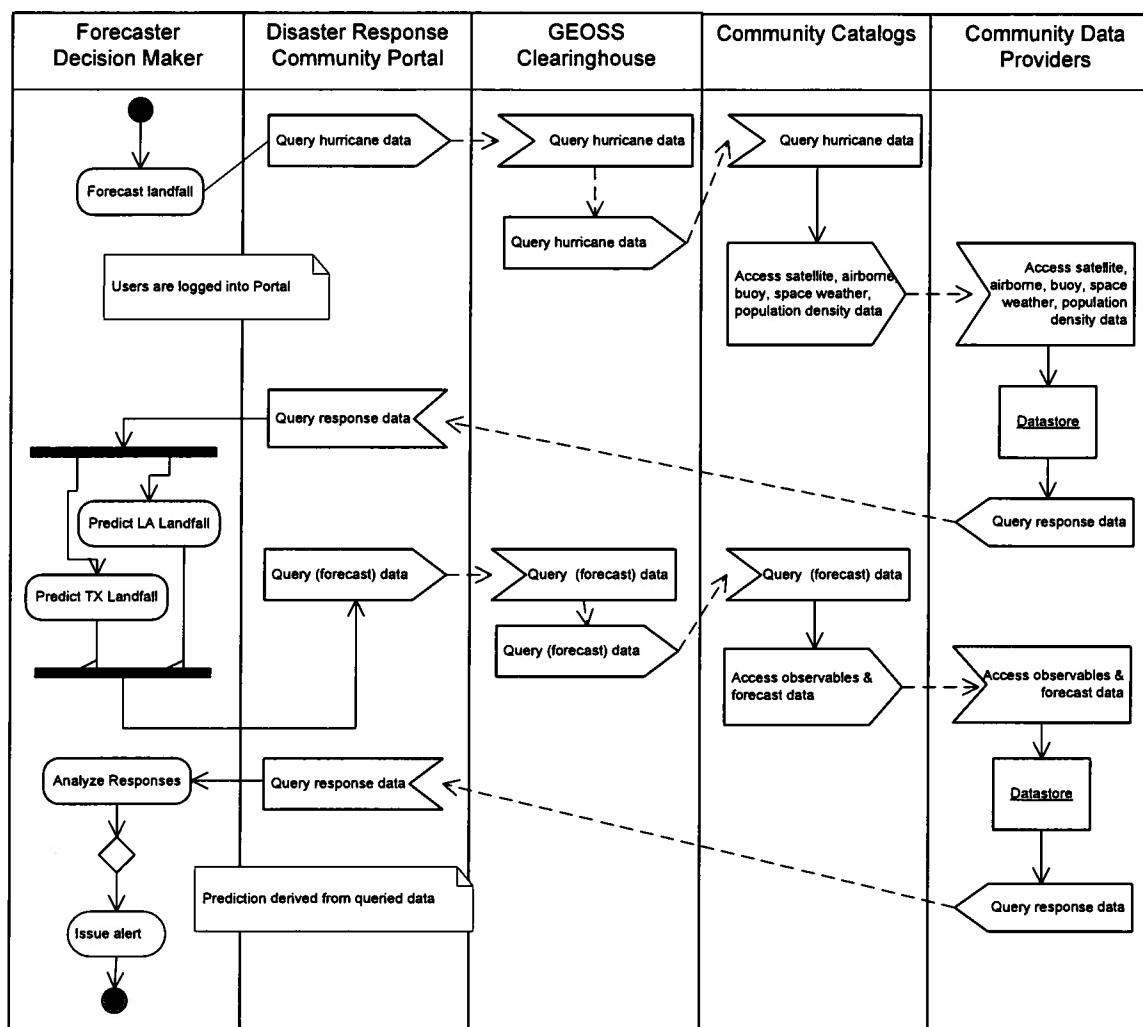 Forecaster
Decision Maker
Disaster Response
Community Portal
GEOSS
Clearinghouse
Community Catalogs
Community Data
Providers
Query hurricane data
Query hurricane data
Query hurricane data
Forecast landfall
Query hurricane data
Users are logged into Portal
Access satellite, airborne,
buoy, space weather,
population density data
Access satellite,
airborne, buoy, space
weather, population
density data
Query response data
Datastore
Predict LA Landfall
Query response data
Query (forecast) data
Query (forecast) data
Query (forecast) data
Predict TX Landfall
Query (forecast) data
Access observables &
forecast data
Access observables &
forecast data
Analyze Responses
Query response data
Datastore
Prediction derived from queried data
Query response data
Issue alert